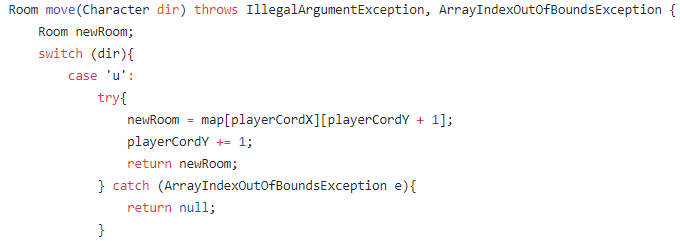 Room move(Character dir) throws IllegalArgumentException, ArrayIndexOutOfBoundsException {
    Room newRoom;
    switch (dir){
        case 'u':
            try{
                newRoom = map[playerCordX][playerCordY + 1];
                playerCordY += 1;
                return newRoom;
            } catch (ArrayIndexOutOfBoundsException e){
                return null;
            }